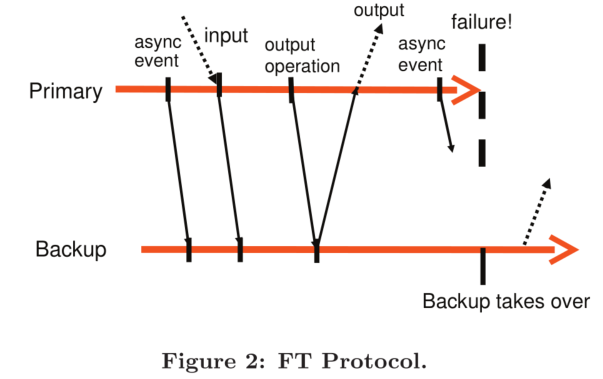 output
failure!
async
event
input
output
operation
async
event
Primary
Backup
Backup takes over
Figure 2: FT Protocol.